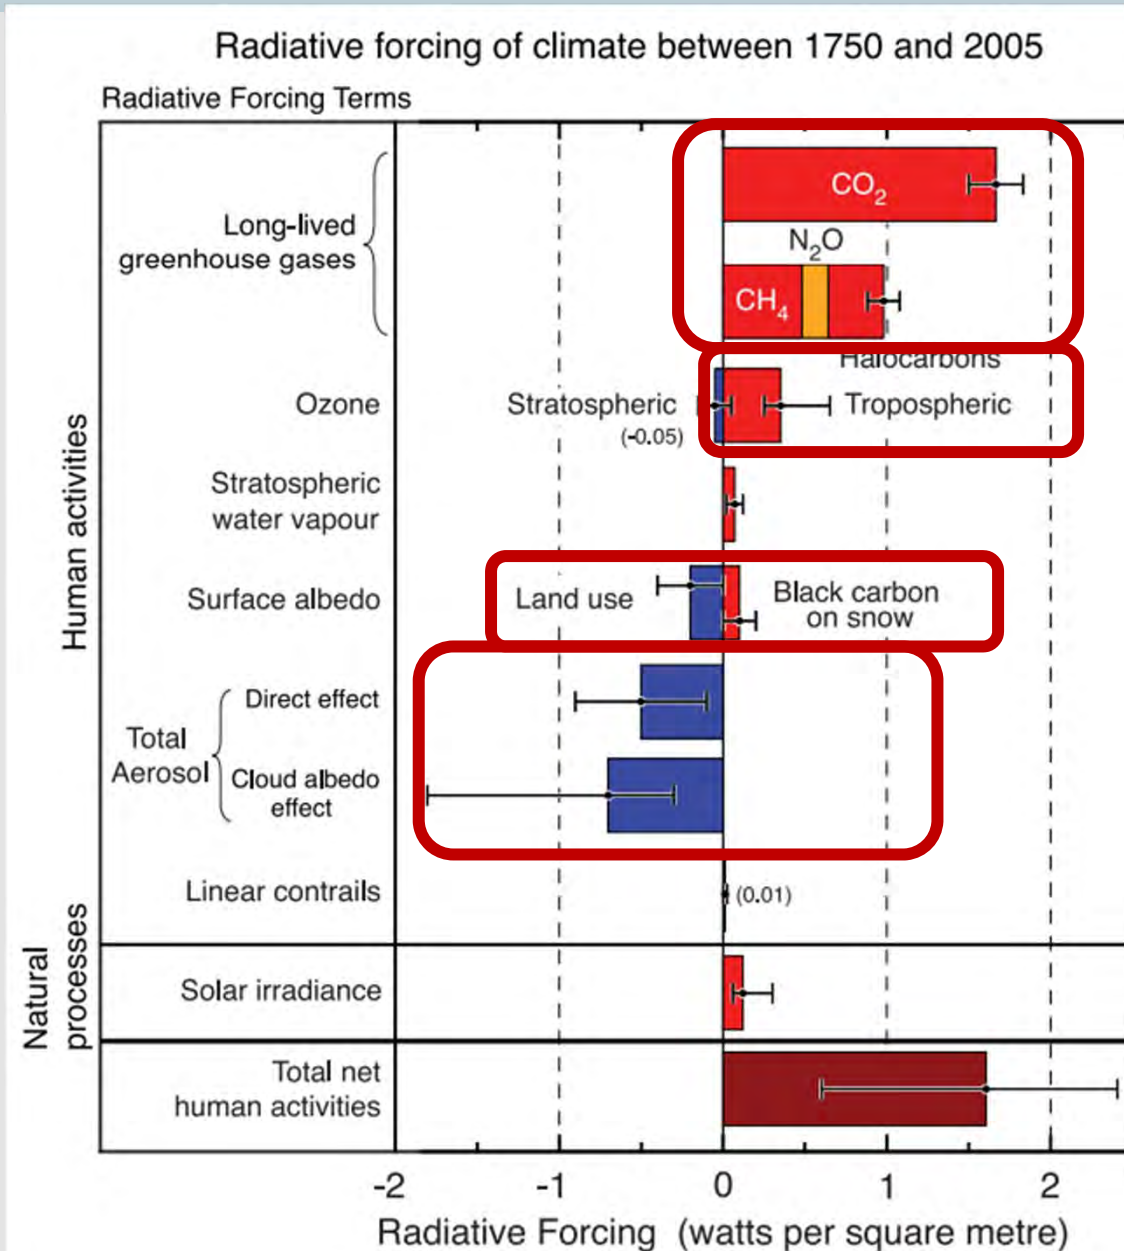 Radiative forcing of climate between 1750 and 2005
Radiative Forcing Terms
CO₂
Long-lived
greenhouse gases
N₂O
CH₄
Halocarbons
Ozone
Stratospheric
(-0.05)
Tropospheric
Human activities
Stratospheric
water vapour
Surface albedo
Land use
Black carbon
on snow
Total
Aerosol
Direct effect
Cloud albedo
effect
Linear contrails
(0.01)
Natural
processes
Solar irradiance
Total net
human activities
-2 -1 0 1 2
Radiative Forcing (watts per square metre)